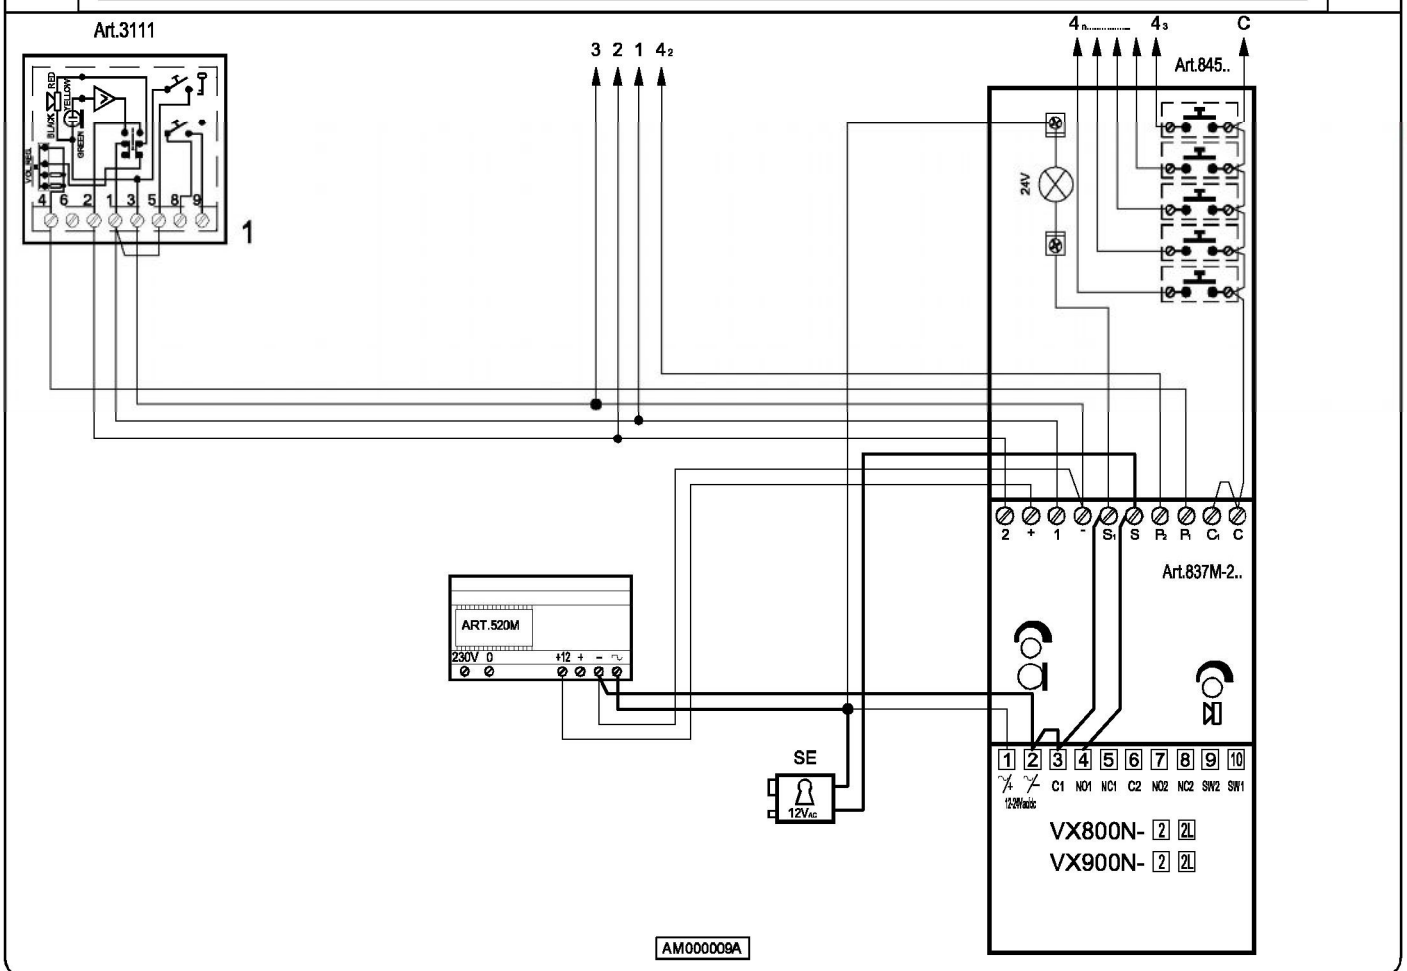 Art.3111
3 2 1 4₂
4ₙ.............. 4₃ C
Art.845..
RED
YELLOW
BLACK
GREEN
VOL.REG.
4 6 2 1 3 5 8 9
1
24V
2 + 1 - S₁ S P₂ P₁ C₁ C
Art.837M-2..
ART.520M
230V 0 +12 + -
SE
12VAC
1 2 3 4 5 6 7 8 9 10
C1 NO1 NC1 C2 NO2 NC2 SW2 SW1
12-24Vac/dc
VX800N- 2 2L
VX900N- 2 2L
AM000009A